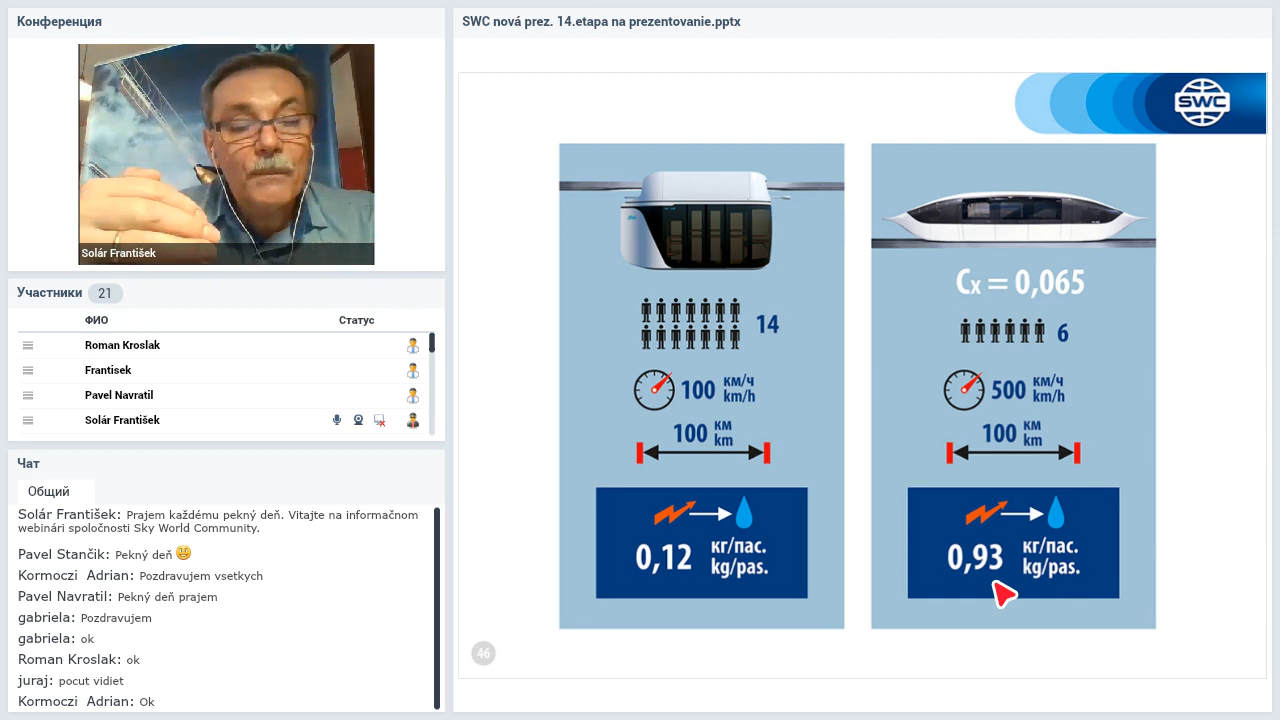 Конференция
Solár František
Участники 21
ФИО Статус
Roman Kroslak
Frantisek
Pavel Navratil
Solár František
Чат
Общий
Solár František: Prajem každému pekný deň. Vitajte na informačnom
webinári spoločnosti Sky World Community.
Pavel Stančik: Pekný deň
Kormoczi Adrian: Pozdravujem vsetkych
Pavel Navratil: Pekný deň prajem
gabriela: Pozdravujem
gabriela: ok
Roman Kroslak: ok
juraj: pocut vidiet
Kormoczi Adrian: Ok
SWC nová prez. 14.etapa na prezentovanie.pptx
SWC
14
100 км/ч
km/h
100 км
km
0,12 кг/пас.
kg/pas.
Cx = 0,065
6
500 км/ч
km/h
100 км
km
0,93 кг/пас.
kg/pas.
46